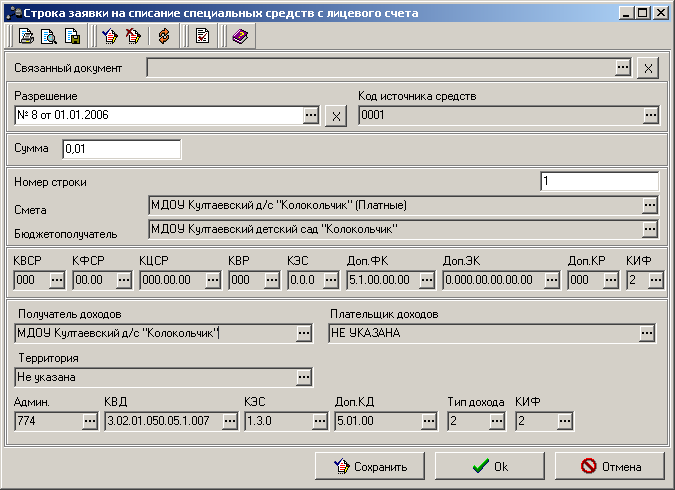 Строка заявки на списание специальных средств с лицевого счета
Связанный документ ... X
Разрешение Код источника средств
№ 8 от 01.01.2006 ... X 0001 ...
Сумма 0,01
Номер строки 1
Смета МДОУ Култаевский д/с "Колокольчик" (Платные) ...
Бюджетополучатель МДОУ Култаевский детский сад "Колокольчик" ...
КВСР КФСР КЦСР КВР КЭС Доп.ФК Доп.ЭК Доп.КР КИФ
000 ... 00.00 ... 000.00.00 ... 000 ... 0.0.0 ... 5.1.00.00.00 ... 0.000.00.00.00.00 ... 000 ... 2 ...
Получатель доходов Плательщик доходов
МДОУ Култаевский д/с "Колокольчик" ... НЕ УКАЗАНА ...
Территория
Не указана ...
Админ. КВД КЭС Доп.КД Тип дохода КИФ
774 ... 3.02.01.050.05.1.007 ... 1.3.0 ... 5.01.00 ... 2 ... 2 ...
Сохранить Ok Отмена